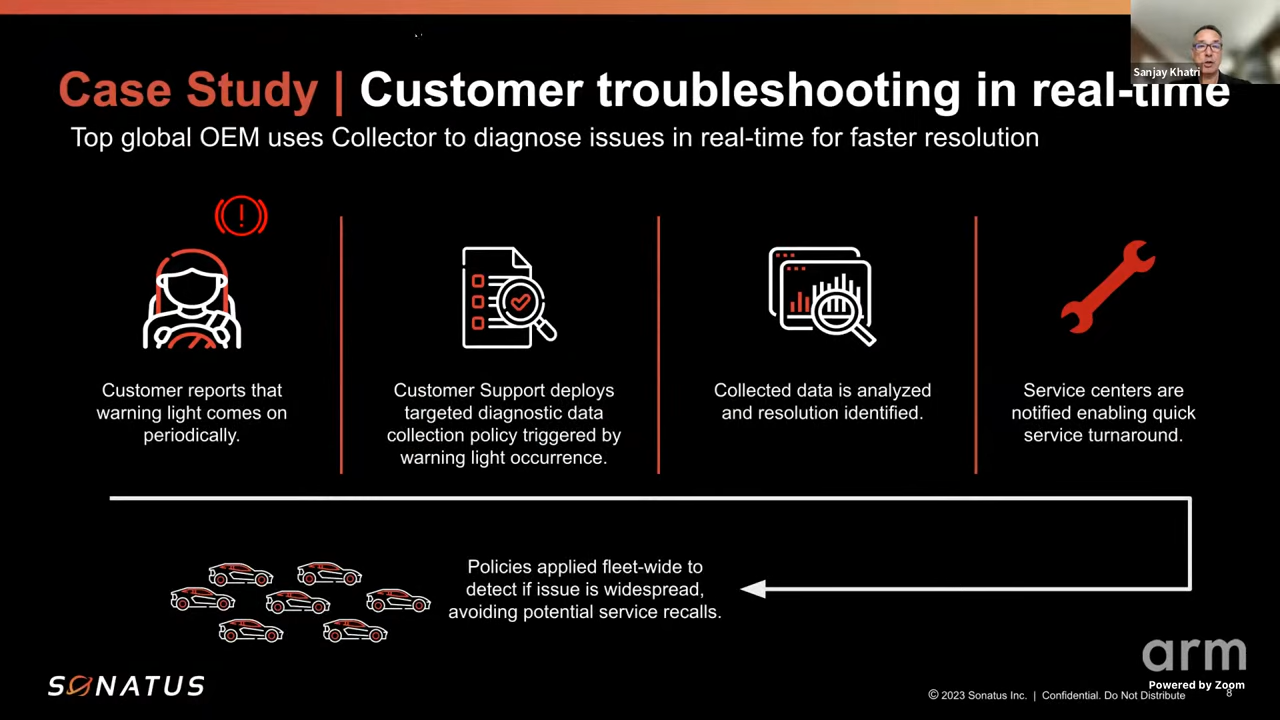 Sanjay Khatri
Case Study | Customer troubleshooting in real-time
Top global OEM uses Collector to diagnose issues in real-time for faster resolution
Customer reports that
warning light comes on
periodically.
Customer Support deploys
targeted diagnostic data
collection policy triggered by
warning light occurrence.
Collected data is analyzed
and resolution identified.
Service centers are
notified enabling quick
service turnaround.
Policies applied fleet-wide to
detect if issue is widespread,
avoiding potential service recalls.
SONATUS
arm
Powered by Zoom
© 2023 Sonatus Inc. | Confidential. Do Not Distribute
8